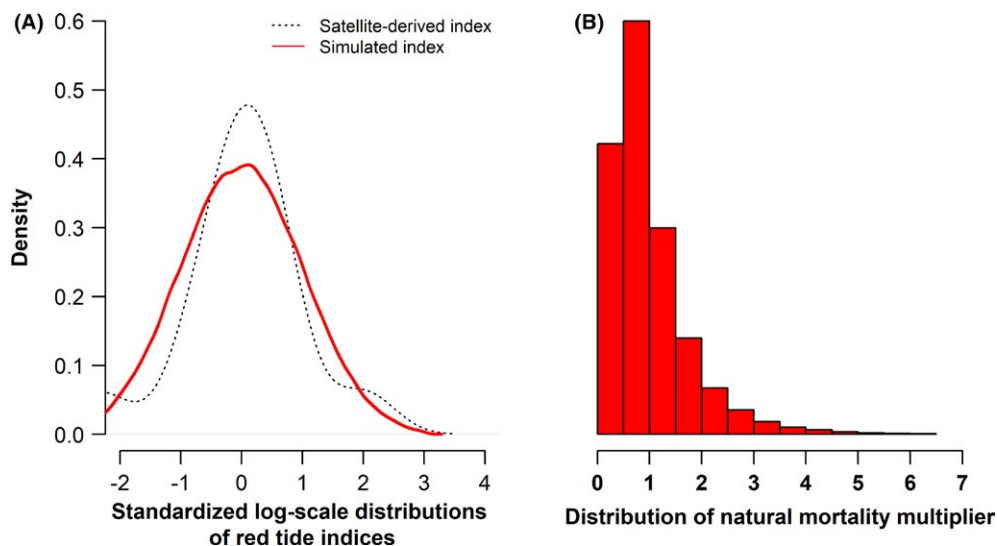 (A)
Satellite-derived index
Simulated index
Density
0.6
0.5
0.4
0.3
0.2
0.1
0.0
-2 -1 0 1 2 3 4
Standardized log-scale distributions
of red tide indices
(B)
0 1 2 3 4 5 6 7
Distribution of natural mortality multiplier